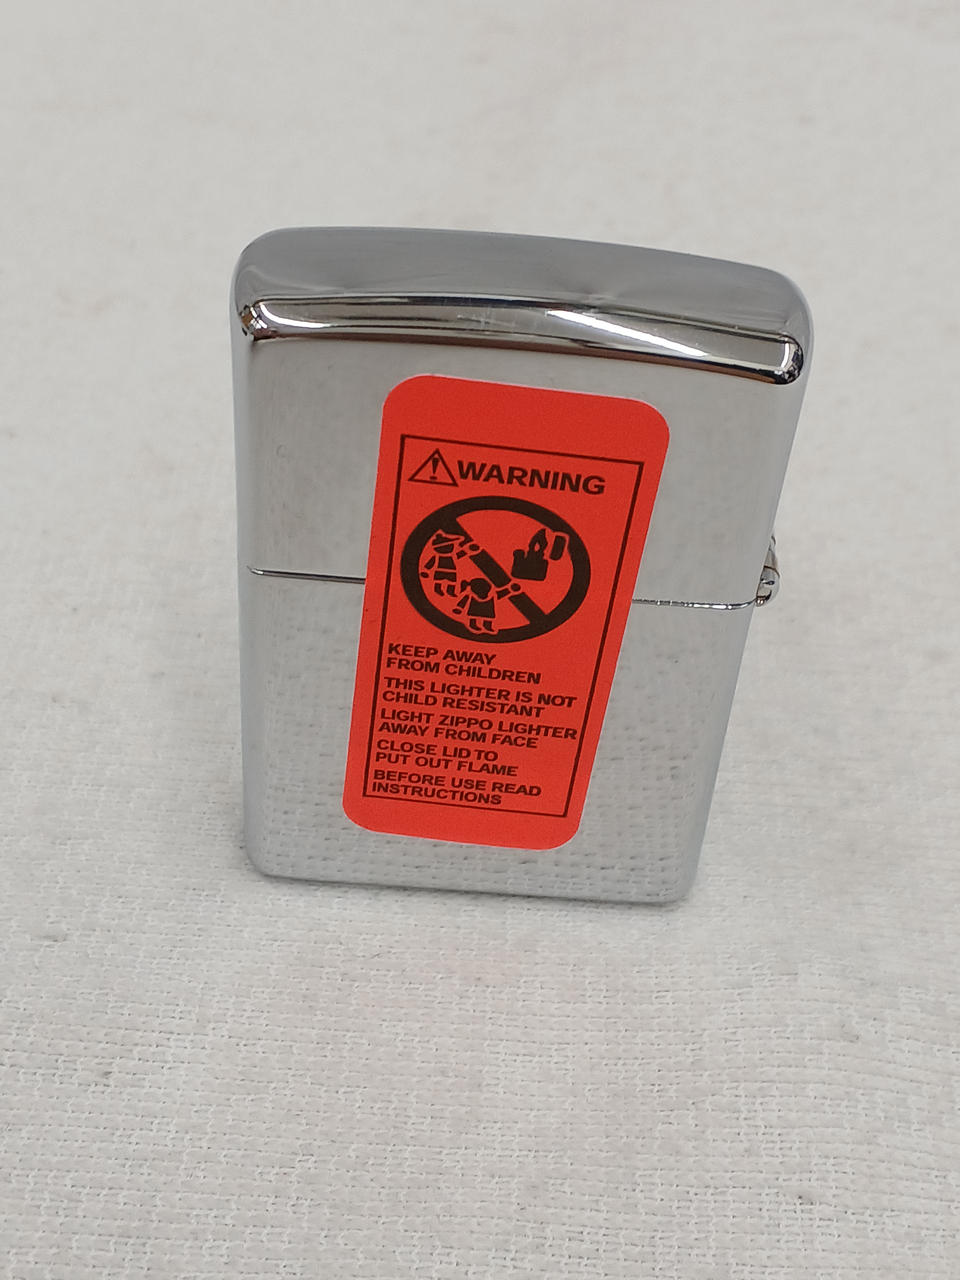 WARNING
KEEP AWAY
FROM CHILDREN
THIS LIGHTER IS NOT
CHILD RESISTANT
LIGHT ZIPPO LIGHTER
AWAY FROM FACE
CLOSE LID TO
PUT OUT FLAME
BEFORE USE READ
INSTRUCTIONS